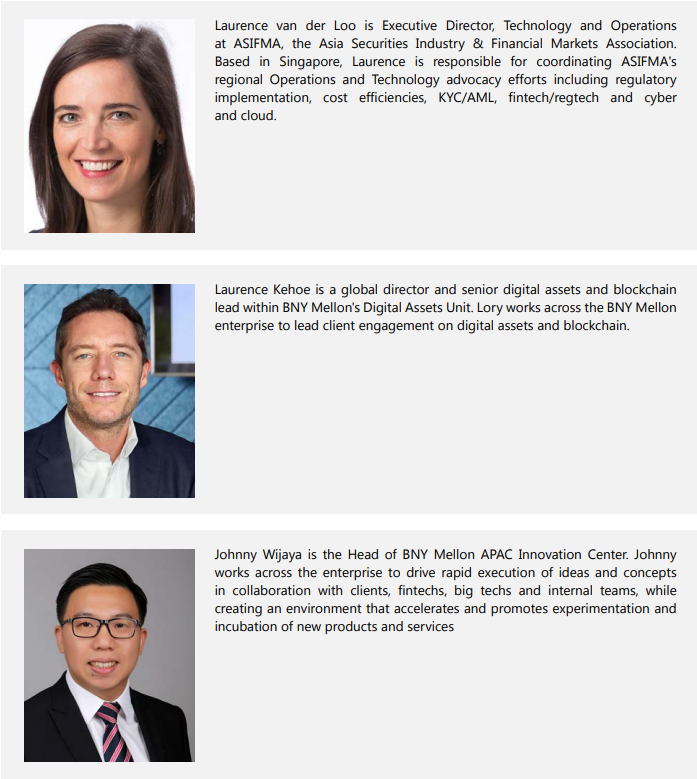 Laurence van der Loo is Executive Director, Technology and Operations
at ASIFMA, the Asia Securities Industry & Financial Markets Association.
Based in Singapore, Laurence is responsible for coordinating ASIFMA's
regional Operations and Technology advocacy efforts including regulatory
implementation, cost efficiencies, KYC/AML, fintech/regtech and cyber
and cloud.
Laurence Kehoe is a global director and senior digital assets and blockchain
lead within BNY Mellon's Digital Assets Unit. Lory works across the BNY Mellon
enterprise to lead client engagement on digital assets and blockchain.
Johnny Wijaya is the Head of BNY Mellon APAC Innovation Center. Johnny
works across the enterprise to drive rapid execution of ideas and concepts
in collaboration with clients, fintechs, big techs and internal teams, while
creating an environment that accelerates and promotes experimentation and
incubation of new products and services